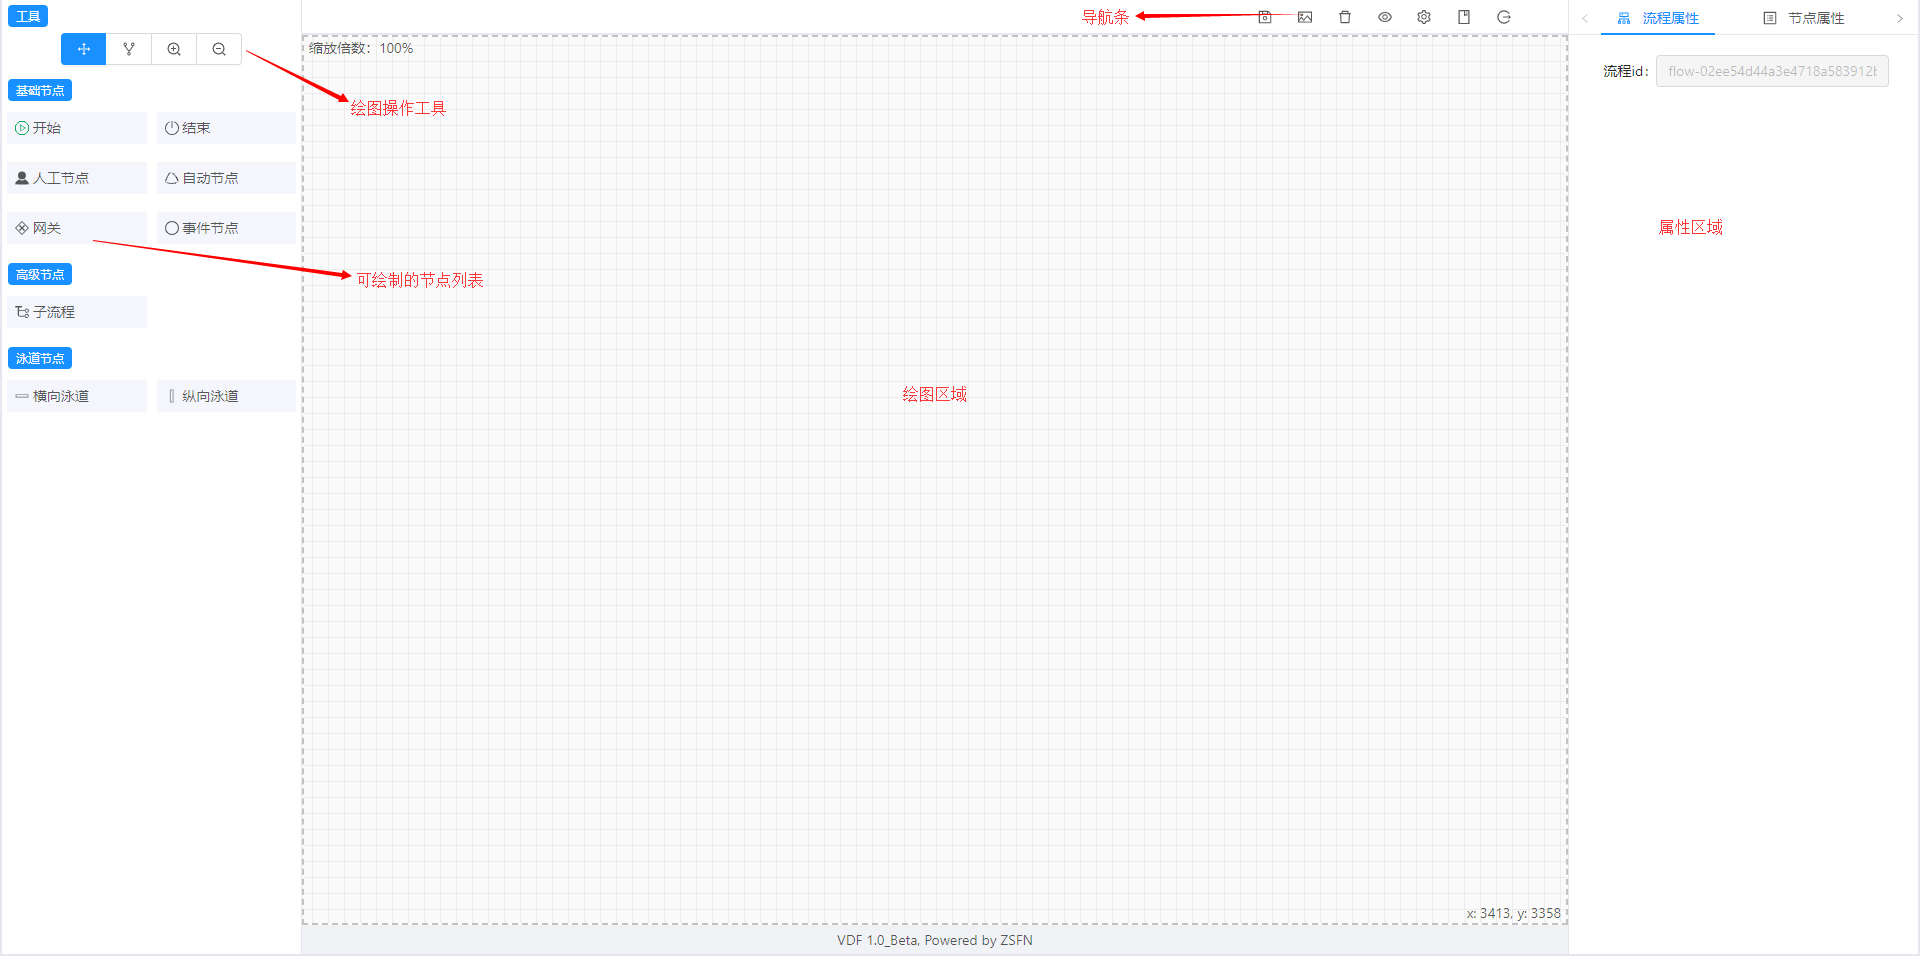 工具
基础节点
开始
结束
人工节点
自动节点
网关
事件节点
高级节点
子流程
泳道节点
横向泳道
纵向泳道
导航条
缩放倍数：100%
绘图操作工具
可绘制的节点列表
绘图区域
x: 3413, y: 3358
VDF 1.0_Beta, Powered by ZSFN
流程属性
节点属性
流程id：
flow-02ee54d44a3e4718a583912b
属性区域